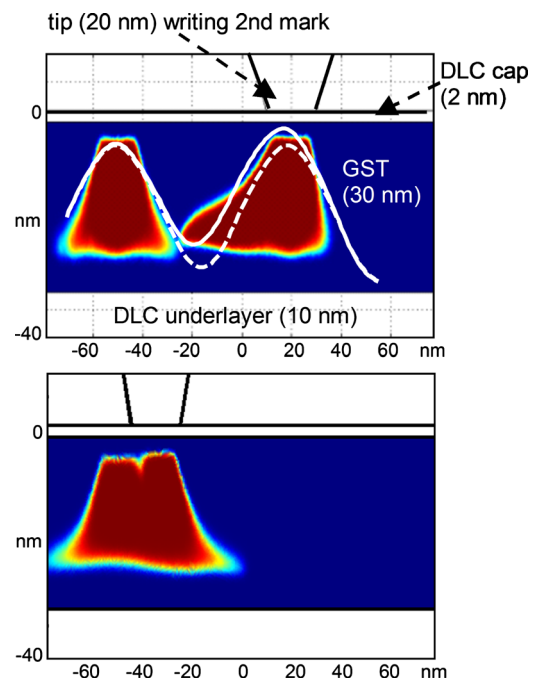 tip (20 nm) writing 2nd mark
DLC cap
(2 nm)
0
GST
(30 nm)
nm
DLC underlayer (10 nm)
-40
-60 -40 -20 0 20 40 60 nm
0
nm
-40
-60 -40 -20 0 20 40 60 nm